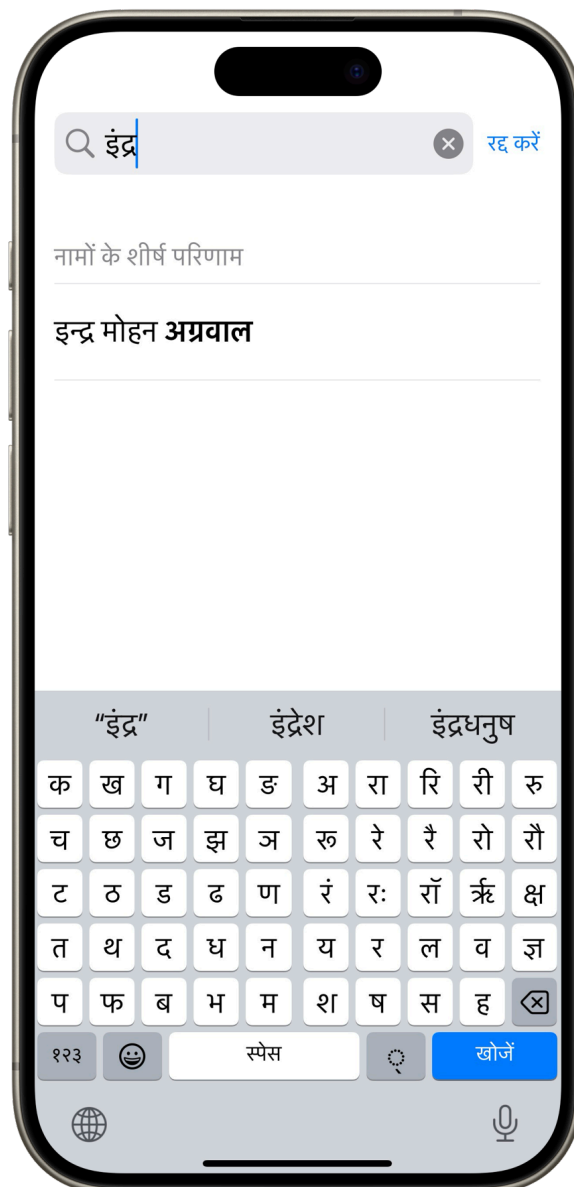 इंद्र
रद्द करें
नामों के शीर्ष परिणाम
इन्द्र मोहन अग्रवाल
“इंद्र” इंद्रेश इंद्रधनुष
क ख ग घ ङ अ रा रि री रु
च छ ज झ ञ रू रे रै रो रौ
ट ठ ड ढ ण रं रः रॉ र्ऋ क्ष
त थ द ध न य र ल व ज्ञ
प फ ब भ म श ष स ह
१२३ स्पेस ्र खोजें